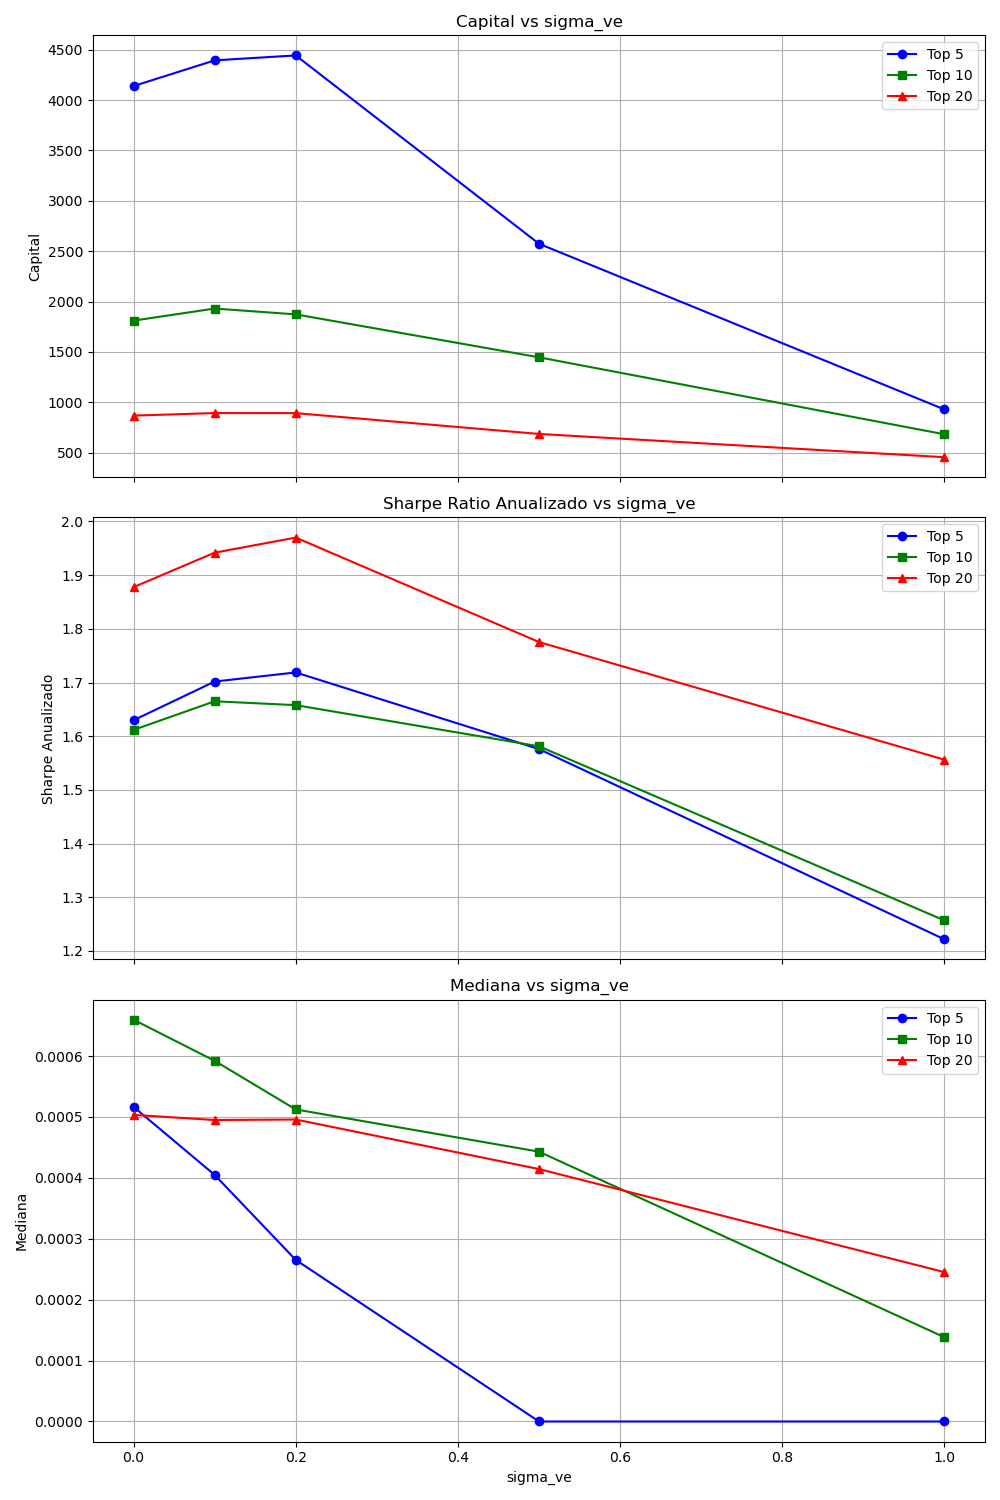 Capital vs sigma_ve
4500
4000
3500
3000
2500
2000
1500
1000
500
Capital
Top 5
Top 10
Top 20
Sharpe Ratio Anualizado vs sigma_ve
2.0
1.9
1.8
1.7
1.6
1.5
1.4
1.3
1.2
Sharpe Anualizado
Top 5
Top 10
Top 20
Mediana vs sigma_ve
0.0006
0.0005
0.0004
0.0003
0.0002
0.0001
0.0000
Mediana
Top 5
Top 10
Top 20
0.0 0.2 0.4 0.6 0.8 1.0
sigma_ve